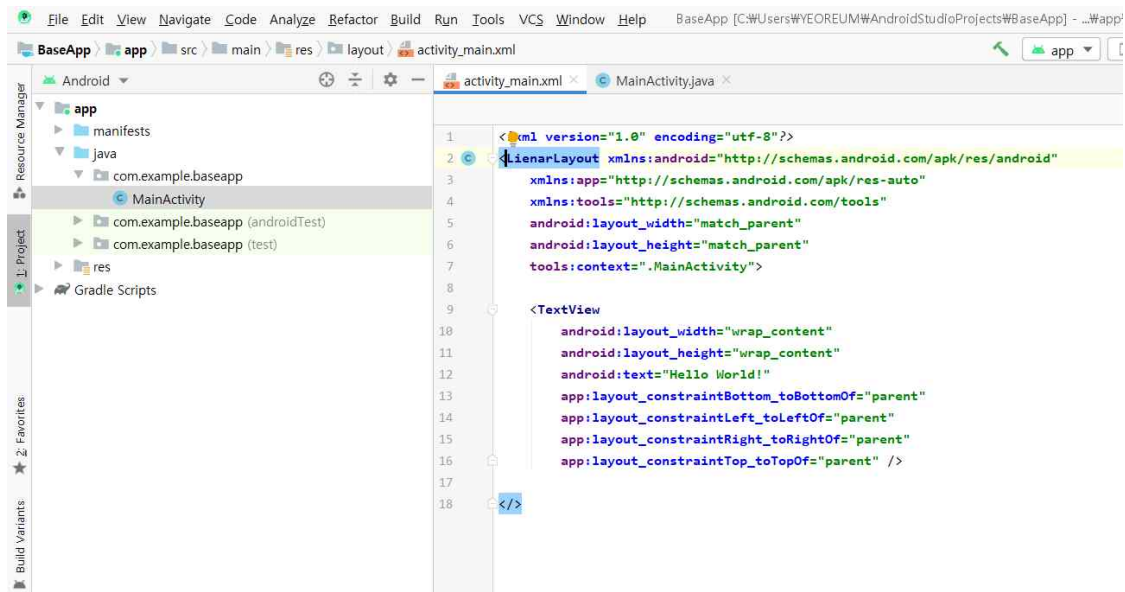 File Edit View Navigate Code Analyze Refactor Build Run Tools VCS Window Help BaseApp [C:₩Users₩YEOREUM₩AndroidStudioProjects₩BaseApp] - ...₩app₩
BaseApp app src main res layout activity_main.xml app
Android activity_main.xml MainActivity.java
Resource Manager
1: Project
2: Favorites
Build Variants
app
manifests
java
com.example.baseapp
MainActivity
com.example.baseapp (androidTest)
com.example.baseapp (test)
res
Gradle Scripts
1 <?xml version="1.0" encoding="utf-8"?>
2 <LienarLayout xmlns:android="http://schemas.android.com/apk/res/android"
3 xmlns:app="http://schemas.android.com/apk/res-auto"
4 xmlns:tools="http://schemas.android.com/tools"
5 android:layout_width="match_parent"
6 android:layout_height="match_parent"
7 tools:context=".MainActivity">
8
9 <TextView
10 android:layout_width="wrap_content"
11 android:layout_height="wrap_content"
12 android:text="Hello World!"
13 app:layout_constraintBottom_toBottomOf="parent"
14 app:layout_constraintLeft_toLeftOf="parent"
15 app:layout_constraintRight_toRightOf="parent"
16 app:layout_constraintTop_toTopOf="parent" />
17
18 </>